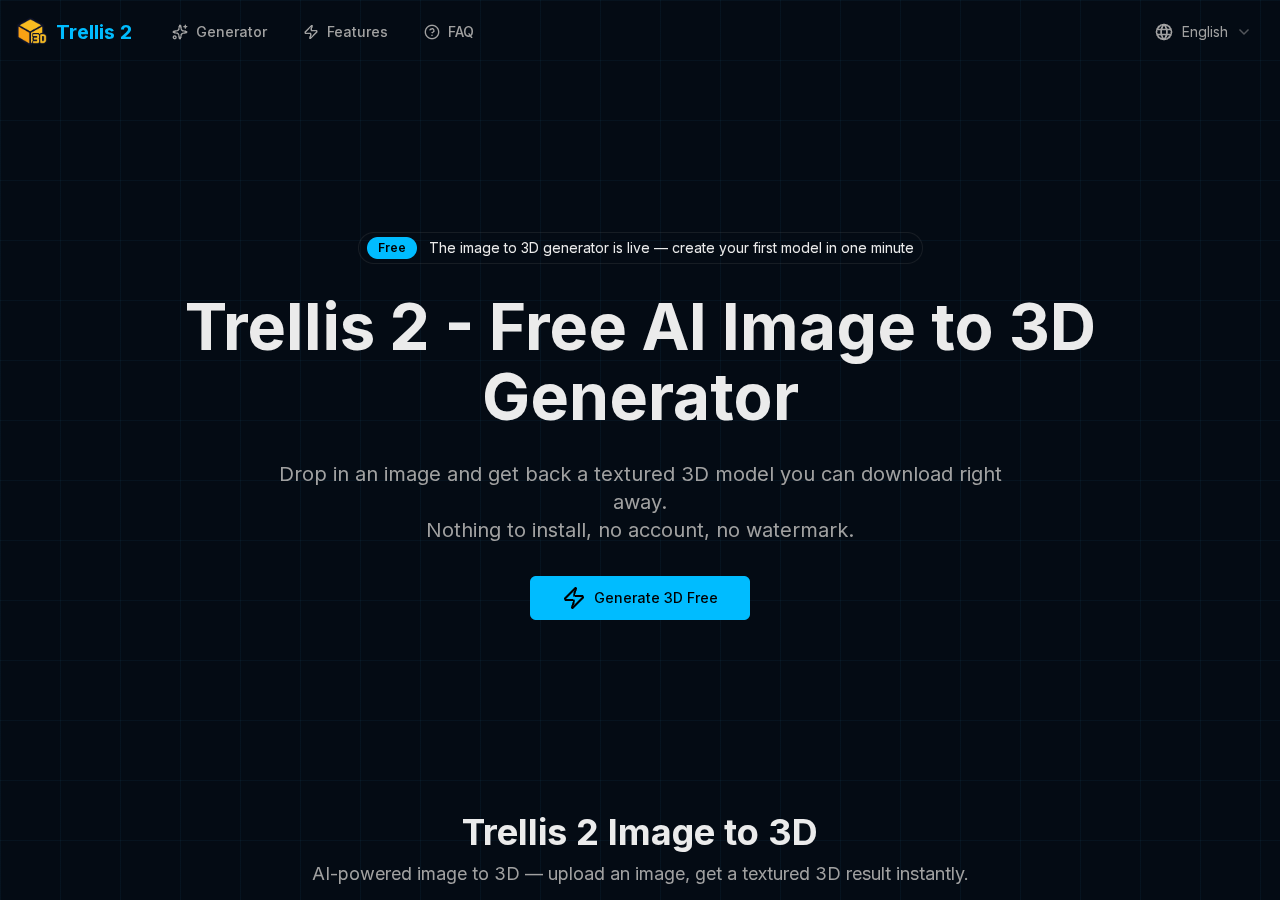 Trellis 2
Generator
Features
FAQ
English
Free
The image to 3D generator is live — create your first model in one minute
Trellis 2 - Free AI Image to 3D
Generator
Drop in an image and get back a textured 3D model you can download right
away.
Nothing to install, no account, no watermark.
Generate 3D Free
Trellis 2 Image to 3D
AI-powered image to 3D — upload an image, get a textured 3D result instantly.